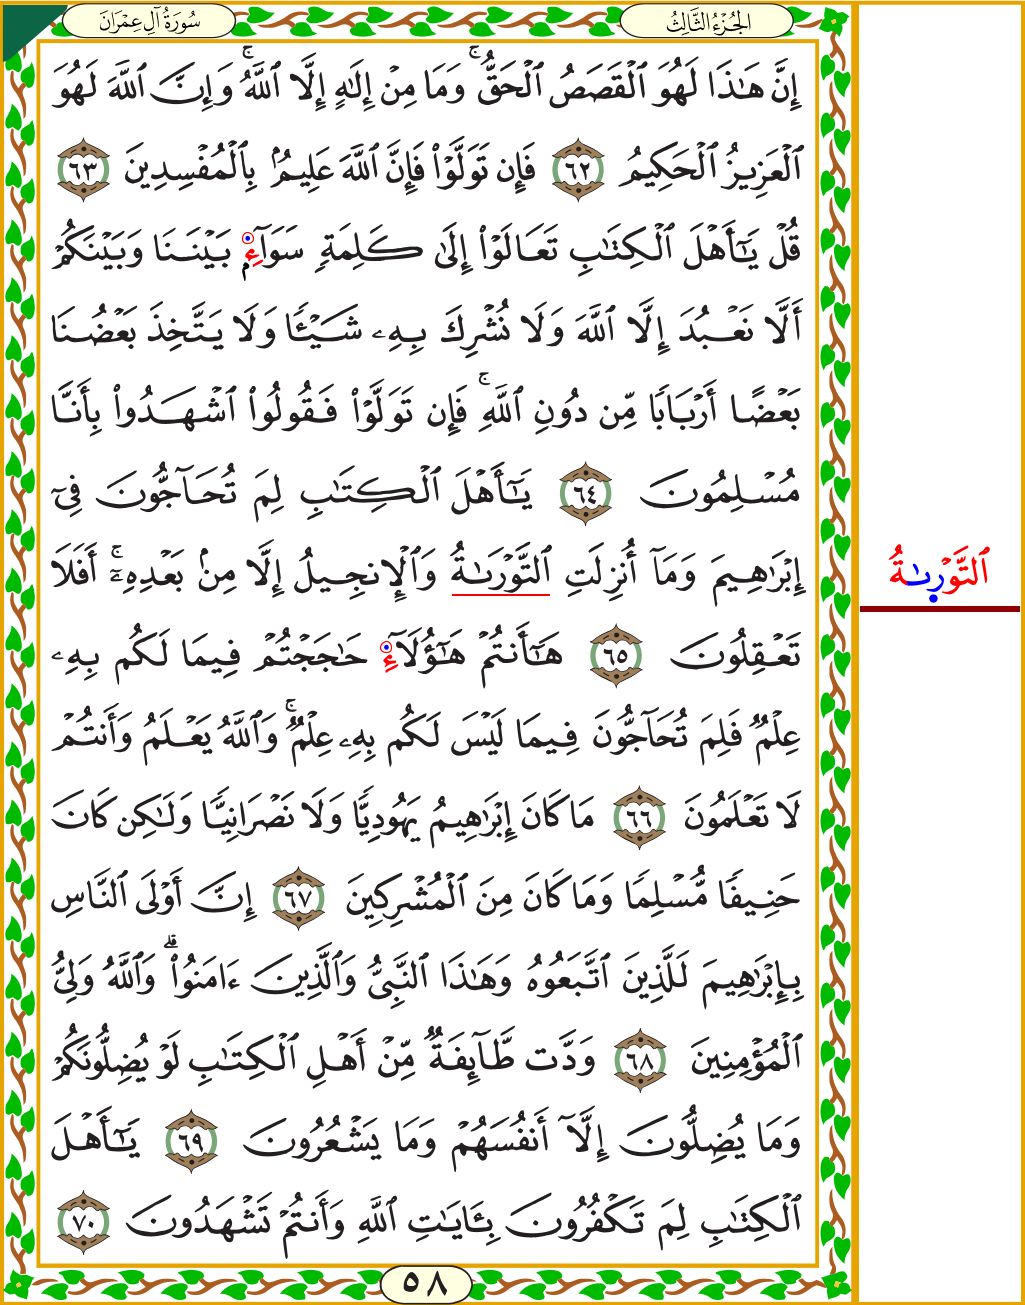 الجُزْءُ الثَّالِثُ
سُورَةُ آلِ عِمْرَانَ
إِنَّ هَٰذَا لَهُوَ ٱلْقَصَصُ ٱلْحَقُّ ۚ وَمَا مِنْ إِلَٰهٍ إِلَّا ٱللَّهُ ۚ وَإِنَّ ٱللَّهَ لَهُوَ
ٱلْعَزِيزُ ٱلْحَكِيمُ ٦٢ فَإِن تَوَلَّوْا۟ فَإِنَّ ٱللَّهَ عَلِيمٌۢ بِٱلْمُفْسِدِينَ ٦٣
قُلْ يَـٰٓأَهْلَ ٱلْكِتَـٰبِ تَعَالَوْا۟ إِلَىٰ كَلِمَةٍ سَوَآءٍۭ بَيْنَنَا وَبَيْنَكُمْ
أَلَّا نَعْبُدَ إِلَّا ٱللَّهَ وَلَا نُشْرِكَ بِهِۦ شَيْـًٔا وَلَا يَتَّخِذَ بَعْضُنَا
بَعْضًا أَرْبَابًا مِّن دُونِ ٱللَّهِ ۚ فَإِن تَوَلَّوْا۟ فَقُولُوا۟ ٱشْهَدُوا۟ بِأَنَّا
مُسْلِمُونَ ٦٤ يَـٰٓأَهْلَ ٱلْكِتَـٰبِ لِمَ تُحَآجُّونَ فِىٓ
إِبْرَٰهِيمَ وَمَآ أُنزِلَتِ ٱلتَّوْرَىٰةُ وَٱلْإِنجِيلُ إِلَّا مِنۢ بَعْدِهِۦٓ ۚ أَفَلَا
ٱلتَّوْرَىٰةُ
تَعْقِلُونَ ٦٥ هَـٰٓأَنتُمْ هَـٰٓؤُلَآءِ حَـٰجَجْتُمْ فِيمَا لَكُم بِهِۦ
عِلْمٌ فَلِمَ تُحَآجُّونَ فِيمَا لَيْسَ لَكُم بِهِۦ عِلْمٌ ۚ وَٱللَّهُ يَعْلَمُ وَأَنتُمْ
لَا تَعْلَمُونَ ٦٦ مَا كَانَ إِبْرَٰهِيمُ يَهُودِيًّا وَلَا نَصْرَانِيًّا وَلَـٰكِن كَانَ
حَنِيفًا مُّسْلِمًا وَمَا كَانَ مِنَ ٱلْمُشْرِكِينَ ٦٧ إِنَّ أَوْلَى ٱلنَّاسِ
بِإِبْرَٰهِيمَ لَلَّذِينَ ٱتَّبَعُوهُ وَهَـٰذَا ٱلنَّبِىُّ وَٱلَّذِينَ ءَامَنُوا۟ ۗ وَٱللَّهُ وَلِىُّ
ٱلْمُؤْمِنِينَ ٦٨ وَدَّت طَّآئِفَةٌ مِّنْ أَهْلِ ٱلْكِتَـٰبِ لَوْ يُضِلُّونَكُمْ
وَمَا يُضِلُّونَ إِلَّآ أَنفُسَهُمْ وَمَا يَشْعُرُونَ ٦٩ يَـٰٓأَهْلَ
ٱلْكِتَـٰبِ لِمَ تَكْفُرُونَ بِـَٔايَـٰتِ ٱللَّهِ وَأَنتُمْ تَشْهَدُونَ ٧٠
٥٨